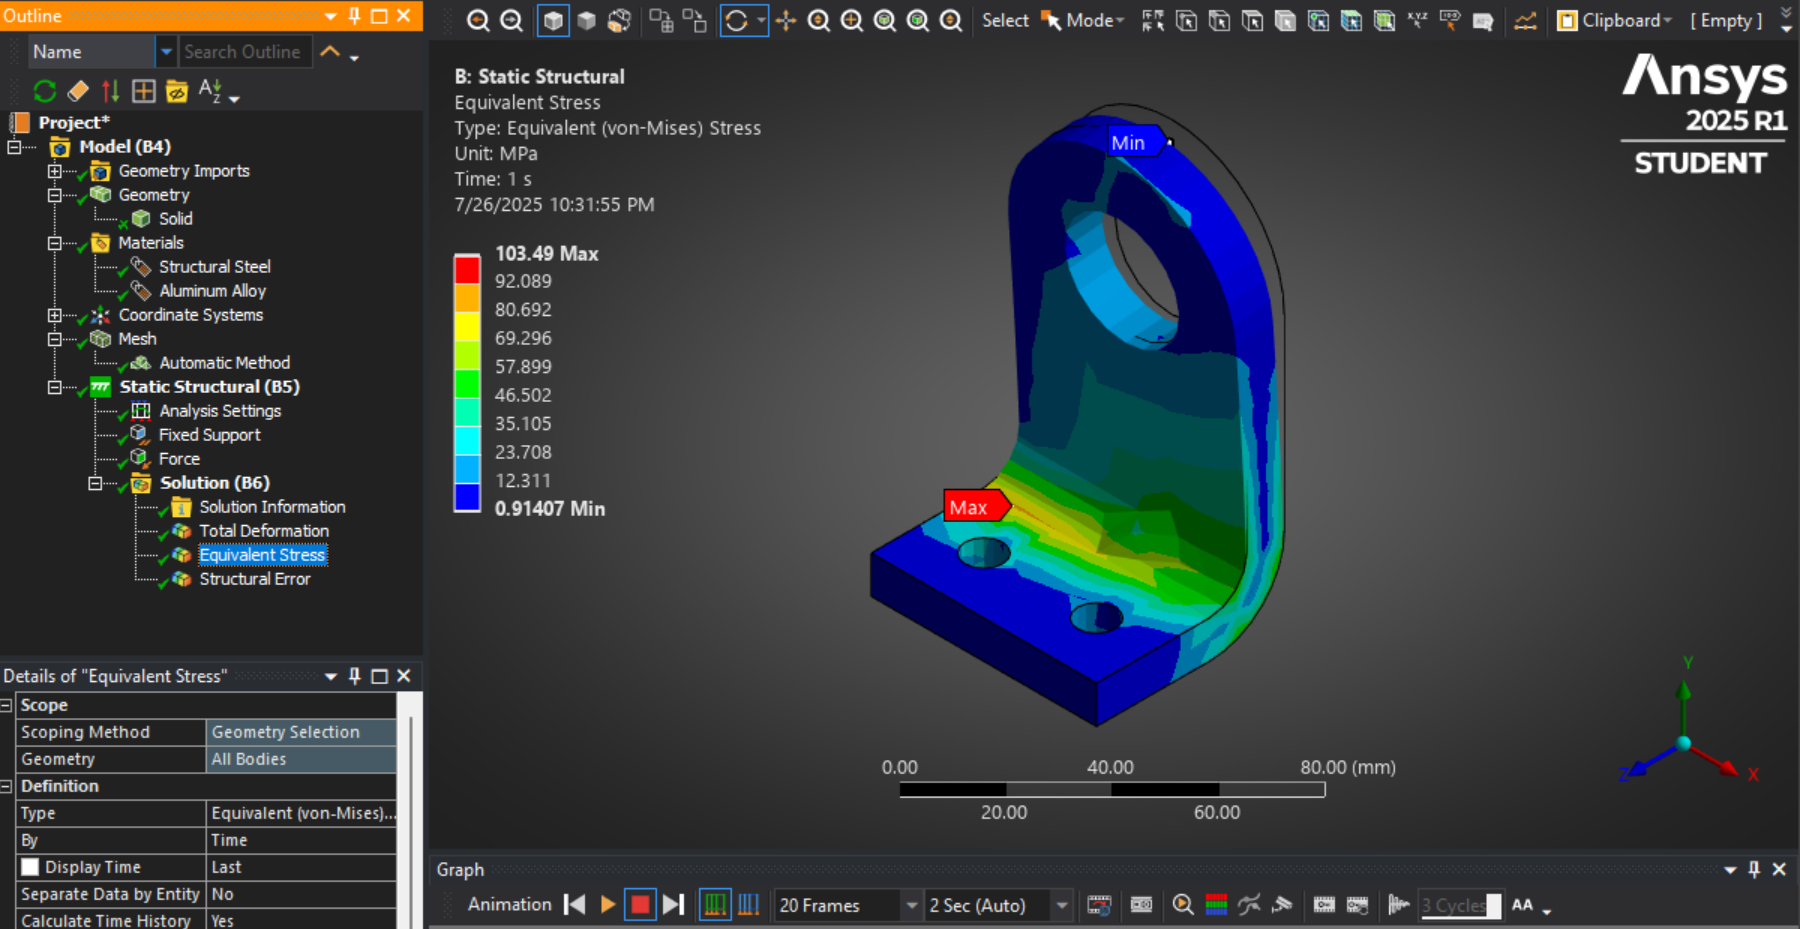 Outline
Name
Search Outline
A
Z
Project*
Model (B4)
Geometry Imports
Geometry
Solid
Materials
Structural Steel
Aluminum Alloy
Coordinate Systems
Mesh
Automatic Method
Static Structural (B5)
Analysis Settings
Fixed Support
Force
Solution (B6)
Solution Information
Total Deformation
Equivalent Stress
Structural Error
Details of "Equivalent Stress"
Scope
Scoping Method Geometry Selection
Geometry All Bodies
Definition
Type Equivalent (von-Mises)...
By Time
Display Time Last
Separate Data by Entity No
Calculate Time History Yes
Select Mode Clipboard [ Empty ]
B: Static Structural
Equivalent Stress
Type: Equivalent (von-Mises) Stress
Unit: MPa
Time: 1 s
7/26/2025 10:31:55 PM
103.49 Max
92.089
80.692
69.296
57.899
46.502
35.105
23.708
12.311
0.91407 Min
Min
Max
Ansys
2025 R1
STUDENT
0.00 40.00 80.00 (mm)
20.00 60.00
Y
Z
X
Graph
Animation 20 Frames 2 Sec (Auto) 3 Cycles AA